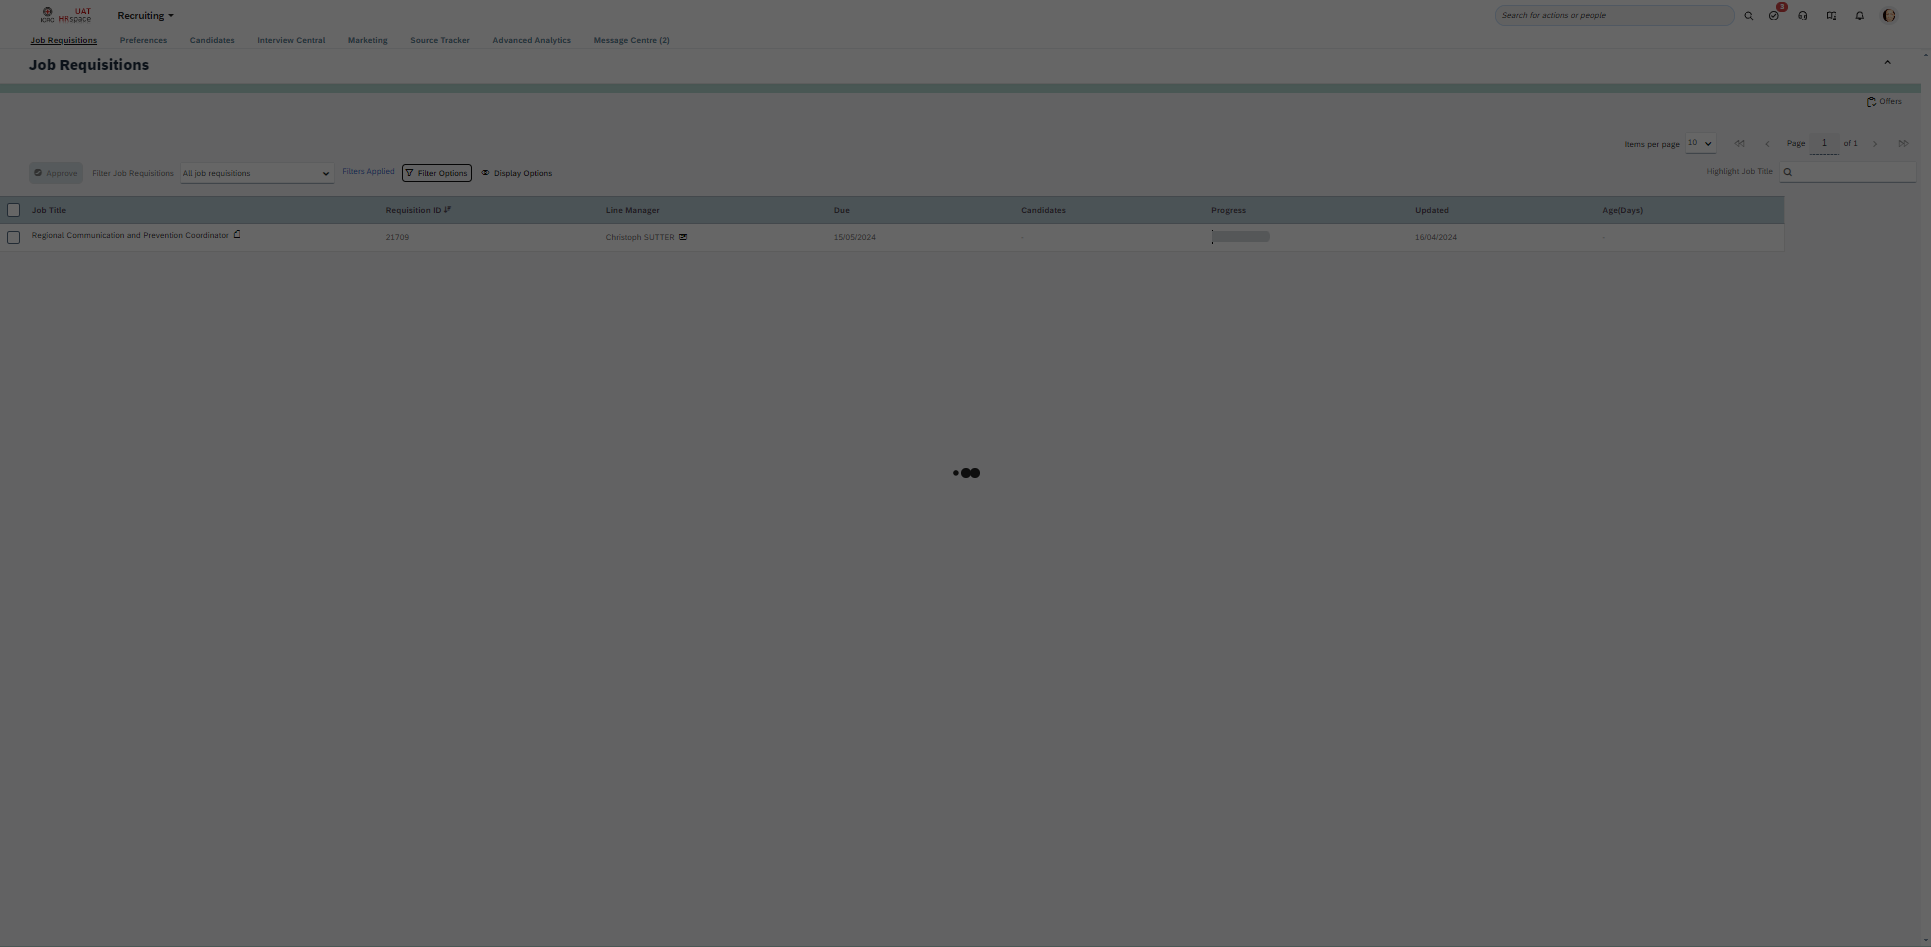 UAT
ICRC HRspace
Recruiting
Search for actions or people
3
Job Requisitions Preferences Candidates Interview Central Marketing Source Tracker Advanced Analytics Message Centre (2)
Job Requisitions
Offers
Items per page 10 Page 1 of 1
Approve Filter Job Requisitions All job requisitions Filters Applied Filter Options Display Options Highlight Job Title
Job Title Requisition ID Line Manager Due Candidates Progress Updated Age(Days)
Regional Communication and Prevention Coordinator 21709 Christoph SUTTER 15/05/2024 - 16/04/2024 -